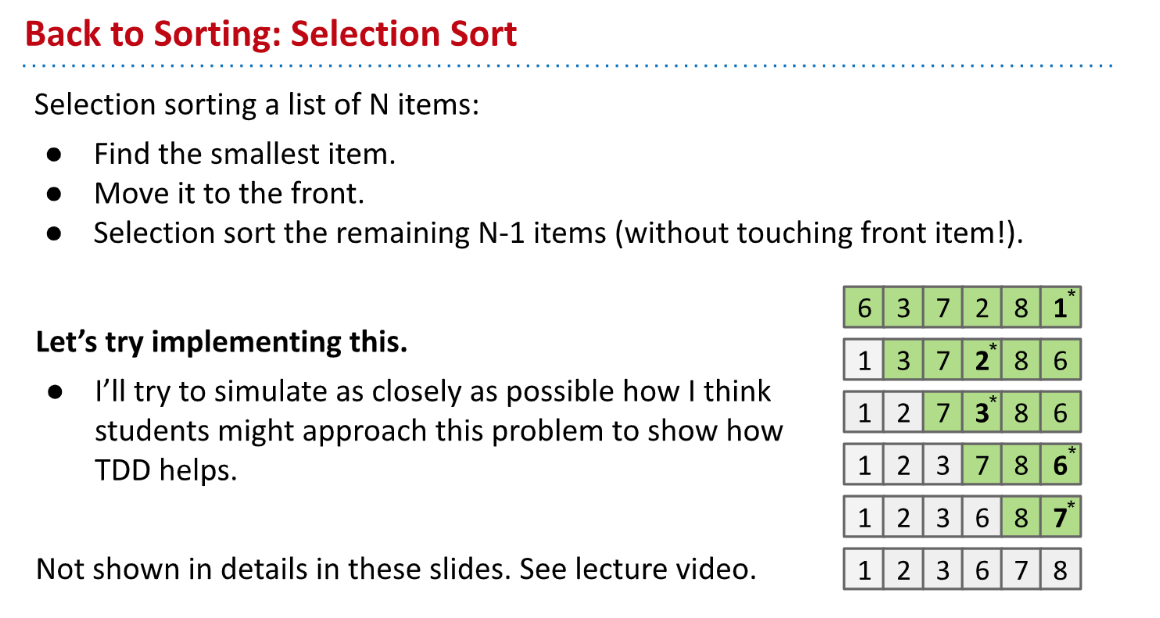 Back to Sorting: Selection Sort
Selection sorting a list of N items:
● Find the smallest item.
● Move it to the front.
● Selection sort the remaining N-1 items (without touching front item!).
Let’s try implementing this.
● I’ll try to simulate as closely as possible how I think
students might approach this problem to show how
TDD helps.
Not shown in details in these slides. See lecture video.
6 3 7 2 8 1*
1 3 7 2* 8 6
1 2 7 3* 8 6
1 2 3 7 8 6*
1 2 3 6 8 7*
1 2 3 6 7 8